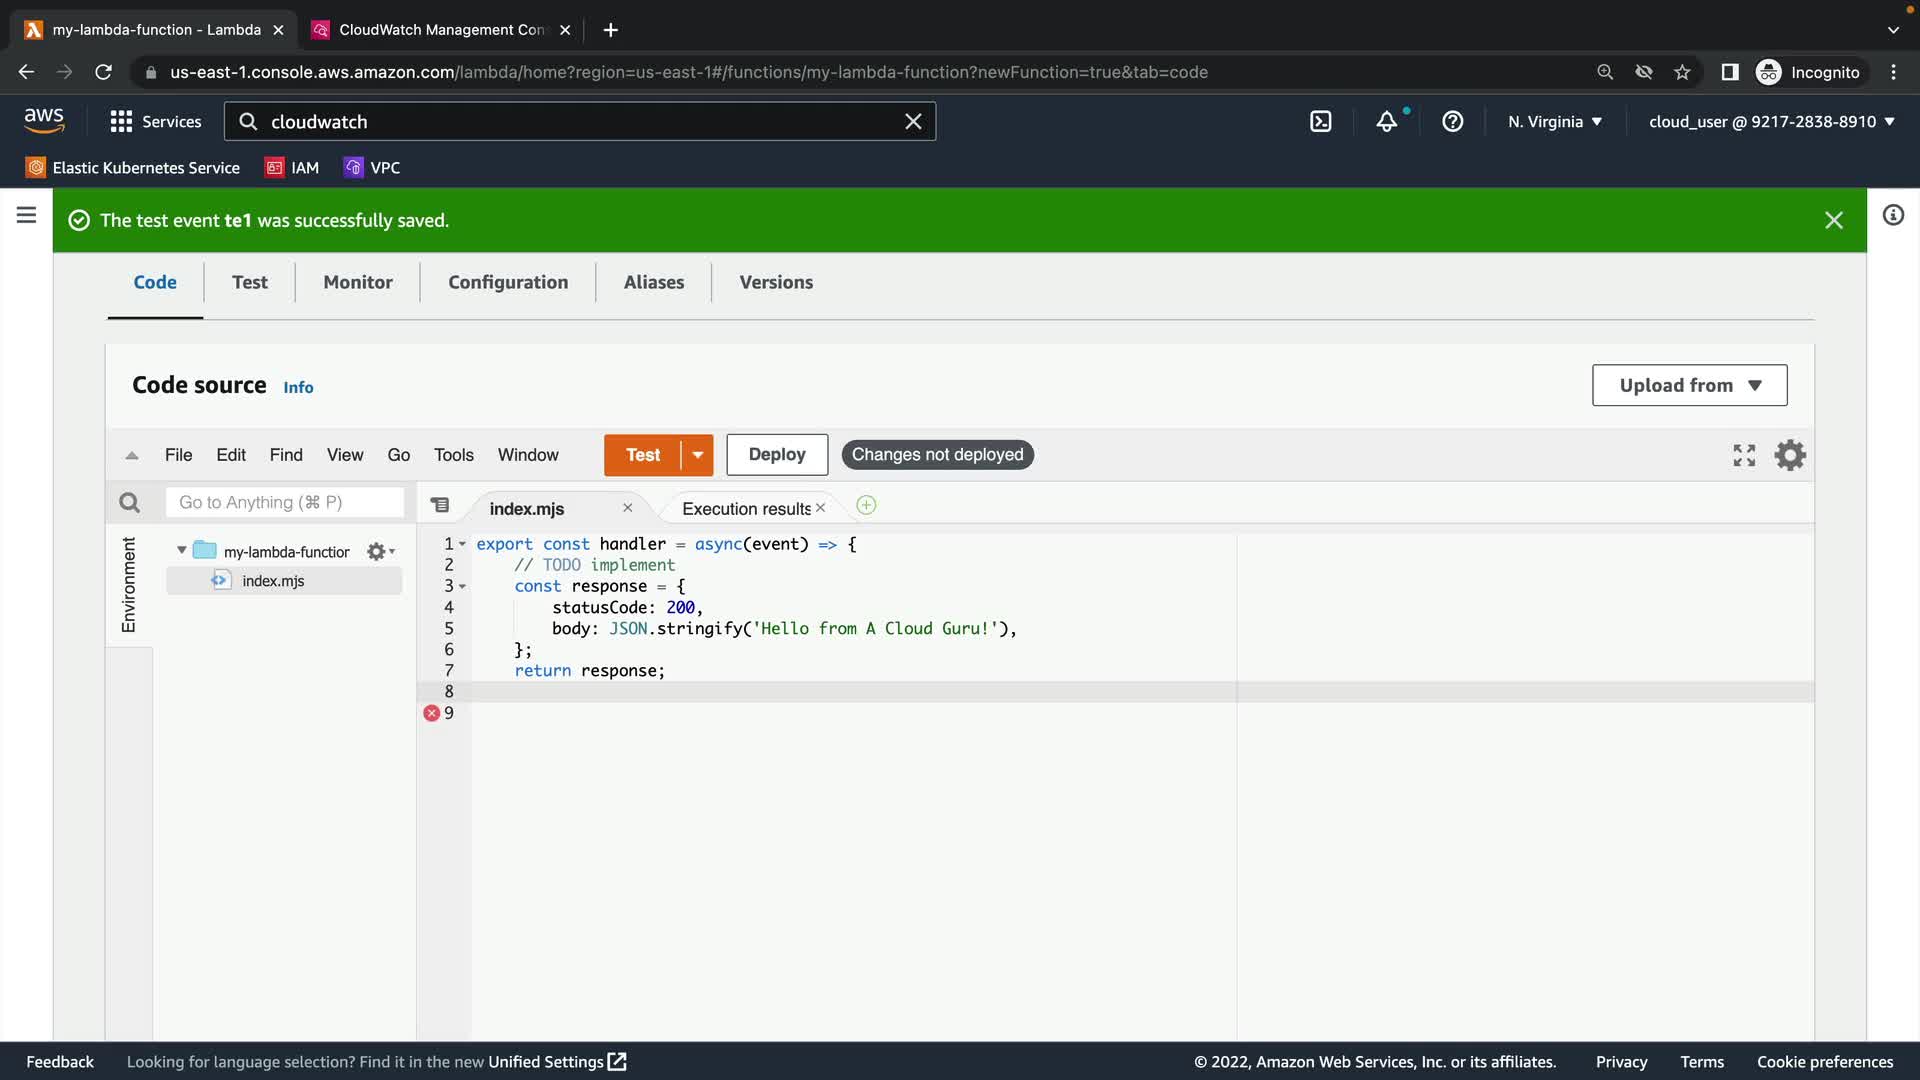 my-lambda-function - Lambda
CloudWatch Management Con
us-east-1.console.aws.amazon.com/lambda/home?region=us-east-1#/functions/my-lambda-function?newFunction=true&tab=code
Incognito
aws
Services
cloudwatch
N. Virginia
cloud_user @ 9217-2838-8910
Elastic Kubernetes Service
IAM
VPC
The test event te1 was successfully saved.
Code
Test
Monitor
Configuration
Aliases
Versions
Code source Info
Upload from
File
Edit
Find
View
Go
Tools
Window
Test
Deploy
Changes not deployed
Go to Anything (⌘ P)
index.mjs
Execution results
Environment
my-lambda-function
index.mjs
1 export const handler = async(event) => {
2 // TODO implement
3 const response = {
4 statusCode: 200,
5 body: JSON.stringify('Hello from A Cloud Guru!'),
6 };
7 return response;
8
9
Feedback
Looking for language selection? Find it in the new Unified Settings
© 2022, Amazon Web Services, Inc. or its affiliates.
Privacy
Terms
Cookie preferences